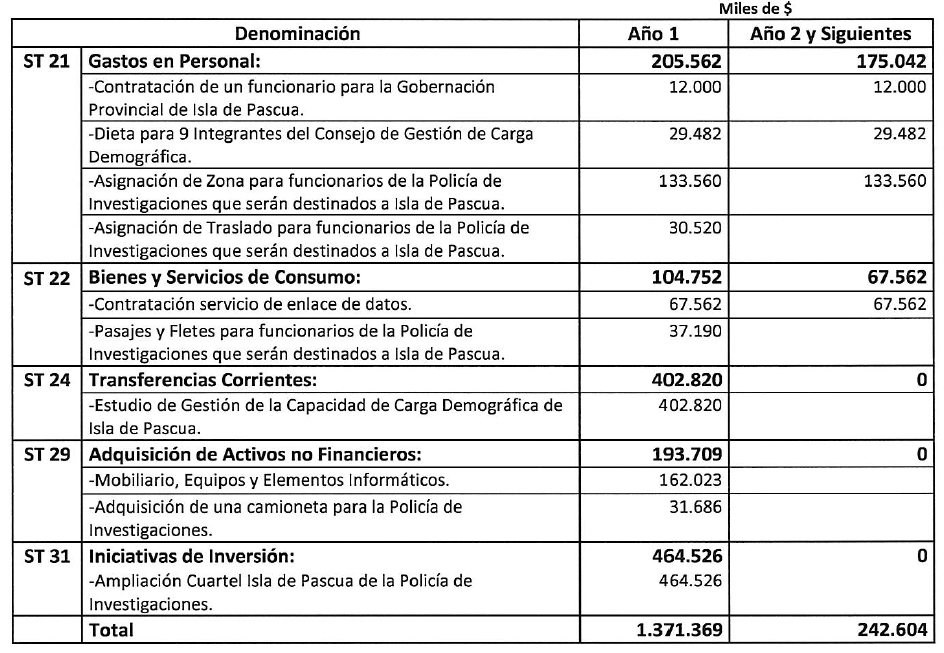 Miles de $
Denominación Año 1 Año 2 y Siguientes
ST 21 Gastos en Personal: 205.562 175.042
-Contratación de un funcionario para la Gobernación 12.000 12.000
Provincial de Isla de Pascua.
-Dieta para 9 Integrantes del Consejo de Gestión de Carga 29.482 29.482
Demográfica.
-Asignación de Zona para funcionarios de la Policía de 133.560 133.560
Investigaciones que serán destinados a Isla de Pascua.
-Asignación de Traslado para funcionarios de la Policía de 30.520
Investigaciones que serán destinados a Isla de Pascua.
ST 22 Bienes y Servicios de Consumo: 104.752 67.562
-Contratación servicio de enlace de datos. 67.562 67.562
-Pasajes y Fletes para funcionarios de la Policía de 37.190
Investigaciones que serán destinados a Isla de Pascua.
ST 24 Transferencias Corrientes: 402.820 0
-Estudio de Gestión de la Capacidad de Carga Demográfica de 402.820
Isla de Pascua.
ST 29 Adquisición de Activos no Financieros: 193.709 0
-Mobiliario, Equipos y Elementos Informáticos. 162.023
-Adquisición de una camioneta para la Policía de 31.686
Investigaciones.
ST 31 Iniciativas de Inversión: 464.526 0
-Ampliación Cuartel Isla de Pascua de la Policía de 464.526
Investigaciones.
Total 1.371.369 242.604